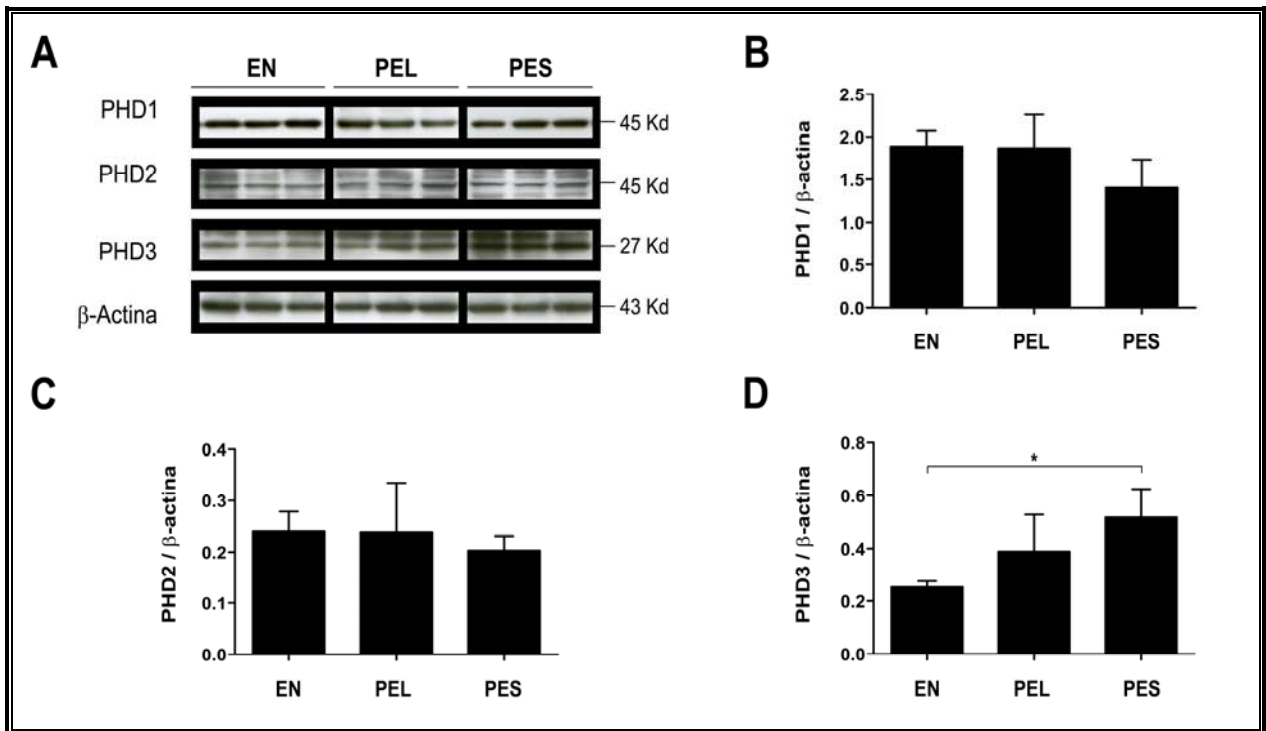 A
EN PEL PES
PHD1 45 Kd
PHD2 45 Kd
PHD3 27 Kd
β-Actina 43 Kd
B
PHD1 / β-actina
2.5
2.0
1.5
1.0
0.5
0.0
EN PEL PES
C
PHD2 / β-actina
0.4
0.3
0.2
0.1
0.0
EN PEL PES
D
PHD3 / β-actina
0.8
0.6
0.4
0.2
0.0
*
EN PEL PES